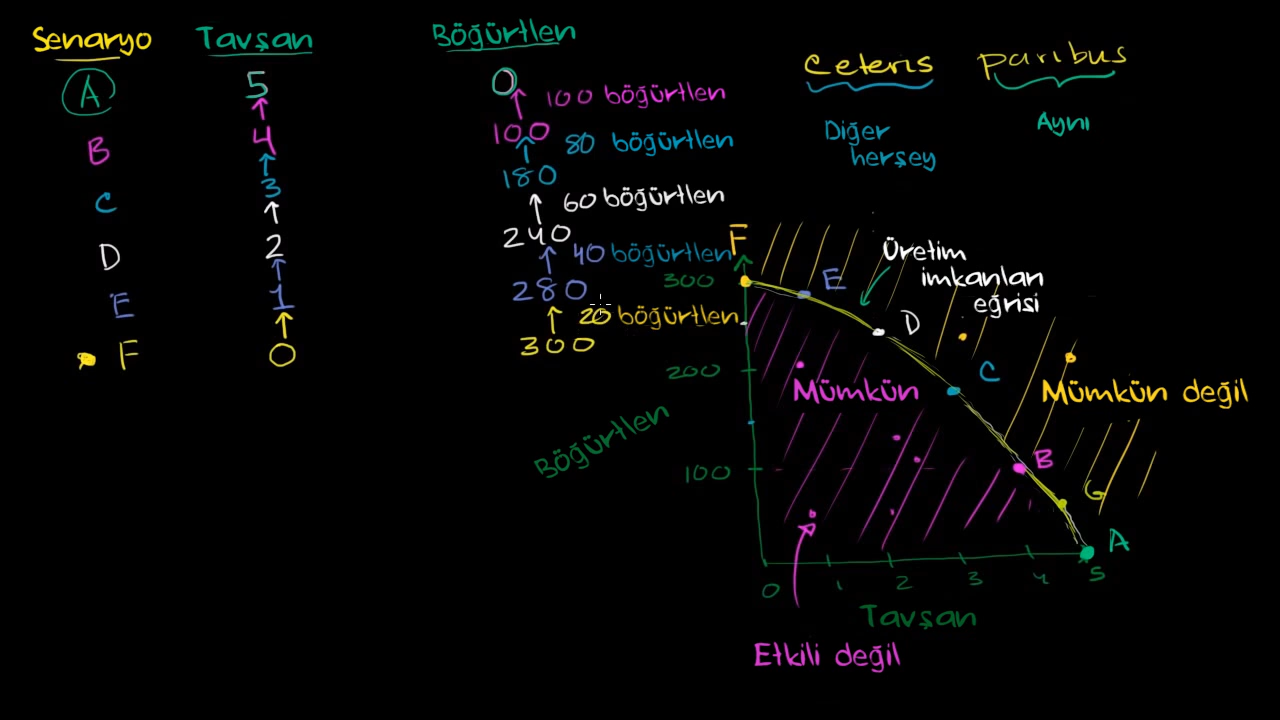 Senaryo Tavşan Böğürtlen
Ceteris paribus
Diğer herşey
Aynı
A 5 0
100 böğürtlen
B 4 100
80 böğürtlen
C 3 180
60 böğürtlen
D 2 240
40 böğürtlen
E 1 280
20 böğürtlen
F 0 300
F
300
E
Üretim
imkanları
eğrisi
D
200
C
Mümkün
Mümkün değil
Böğürtlen
100
B
G
A
0 1 2 3 4 5
Tavşan
Etkili değil